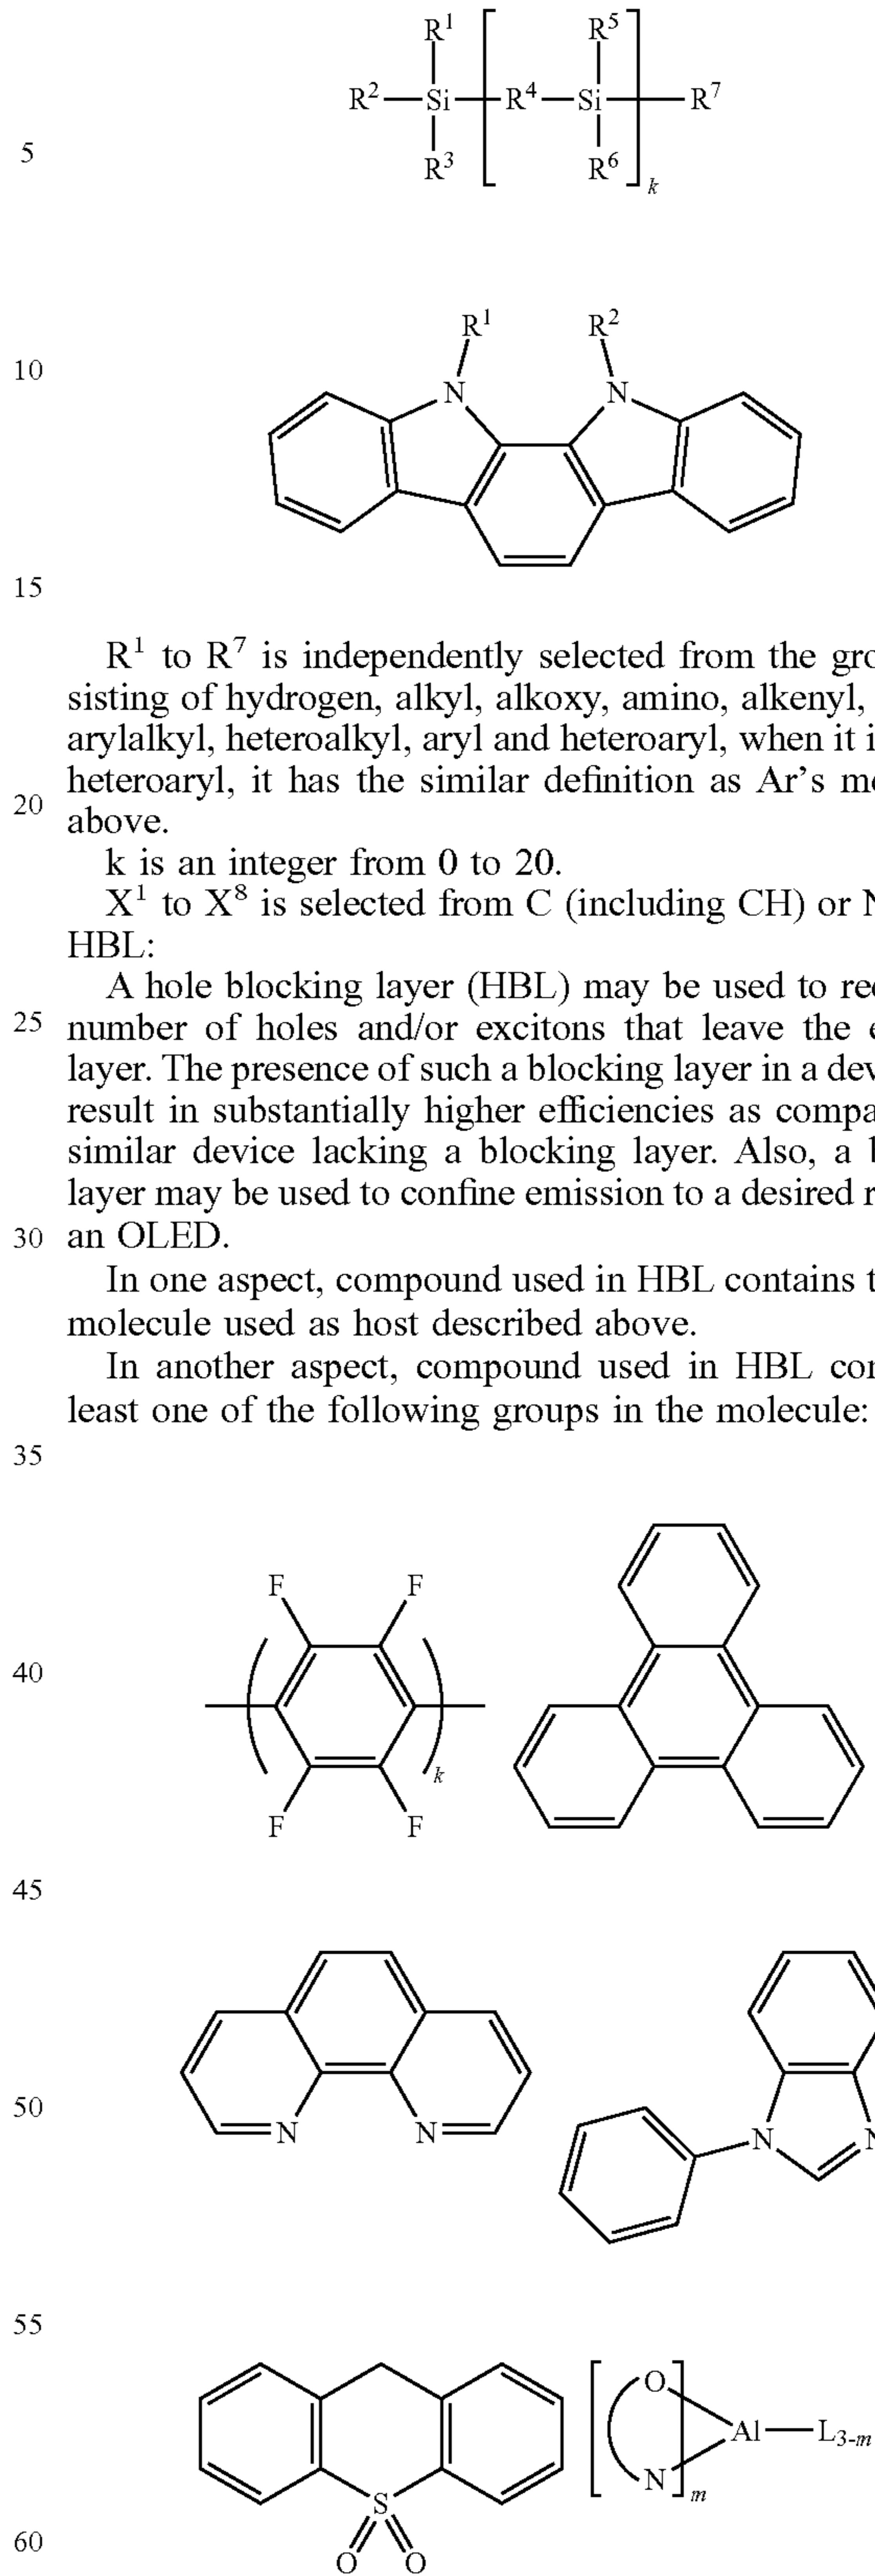 R¹ R⁵
R²—Si R⁴—Si R⁷
5
R³ R⁶
k
R¹ R²
10
N N
15
R¹ to R⁷ is independently selected from the
sisting of hydrogen, alkyl, alkoxy, amino, alkenyl,
arylalkyl, heteroalkyl, aryl and heteroaryl, when it
heteroaryl, it has the similar definition as Ar's
20
above.
k is an integer from 0 to 20.
X¹ to X⁸ is selected from C (including CH) or N
HBL:
A hole blocking layer (HBL) may be used to
25 number of holes and/or excitons that leave the
layer. The presence of such a blocking layer in a
result in substantially higher efficiencies as
similar device lacking a blocking layer. Also, a
layer may be used to confine emission to a desired
30 an OLED.
In one aspect, compound used in HBL contains
molecule used as host described above.
In another aspect, compound used in HBL
least one of the following groups in the molecule:
35
F F
40
k
F F
45
50
N N N N
55
O
Al—L3-m
N m
S
60
O O